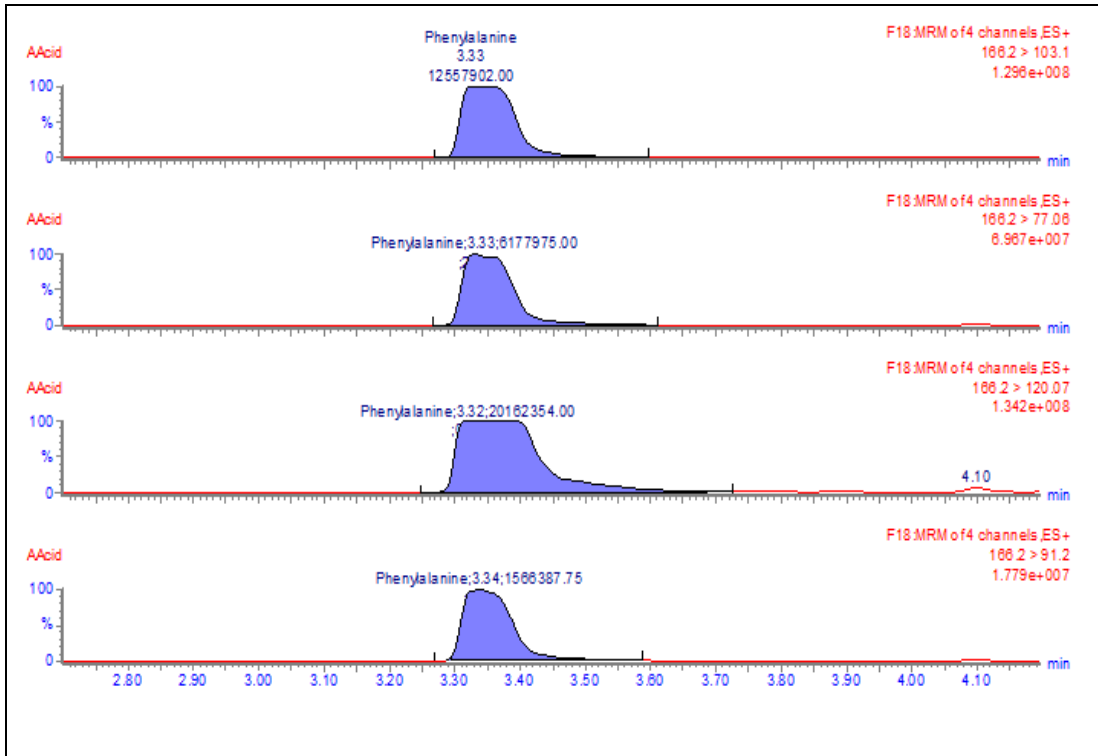 F18:MRM of 4 channels,ES+
Phenylalanine
AAcid
3.33
166.2 > 103.1
12557902.00
1.296e+008
100
%
0
min
F18:MRM of 4 channels,ES+
AAcid
166.2 > 77.06
Phenylalanine;3.33;6177975.00
6.967e+007
100
%
0
min
F18:MRM of 4 channels,ES+
AAcid
166.2 > 120.07
Phenylalanine;3.32;20162354.00
1.342e+008
100
%
4.10
0
min
F18:MRM of 4 channels,ES+
AAcid
166.2 > 91.2
Phenylalanine;3.34;1566387.75
1.779e+007
100
%
0
min
2.80 2.90 3.00 3.10 3.20 3.30 3.40 3.50 3.60 3.70 3.80 3.90 4.00 4.10